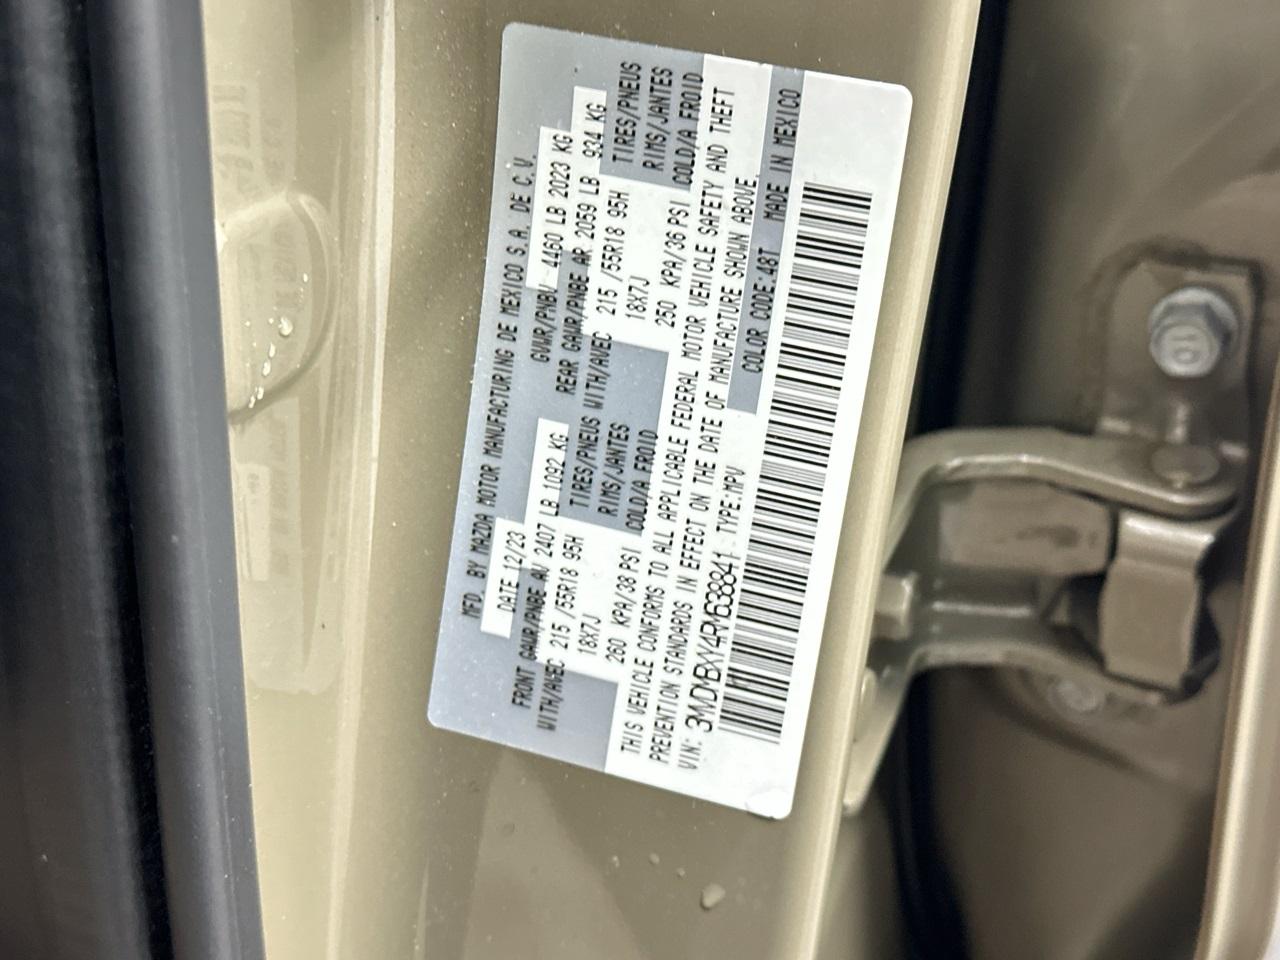 MFD. BY MAZDA MOTOR MANUFACTURING DE MEXICO S.A. DE C.V.
DATE 12/23 GVWR/PNBV 4460 LB 2023 KG
FRONT GAWR/PNBE AV 2407 LB 1092 KG REAR GAWR/PNBE AR 2059 LB 934 KG
WITH/AVEC 215 /55R18 95H TIRES/PNEUS WITH/AVEC 215 /55R18 95H TIRES/PNEUS
18X7J RIMS/JANTES 18X7J RIMS/JANTES
260 KPA/38 PSI COLD/A FROID 250 KPA/36 PSI COLD/A FROID
THIS VEHICLE CONFORMS TO ALL APPLICABLE FEDERAL MOTOR VEHICLE SAFETY AND THEFT
PREVENTION STANDARDS IN EFFECT ON THE DATE OF MANUFACTURE SHOWN ABOVE.
VIN: 3MVDMBXY4RM638841 TYPE:MPV COLOR CODE:48T MADE IN MEXICO
10